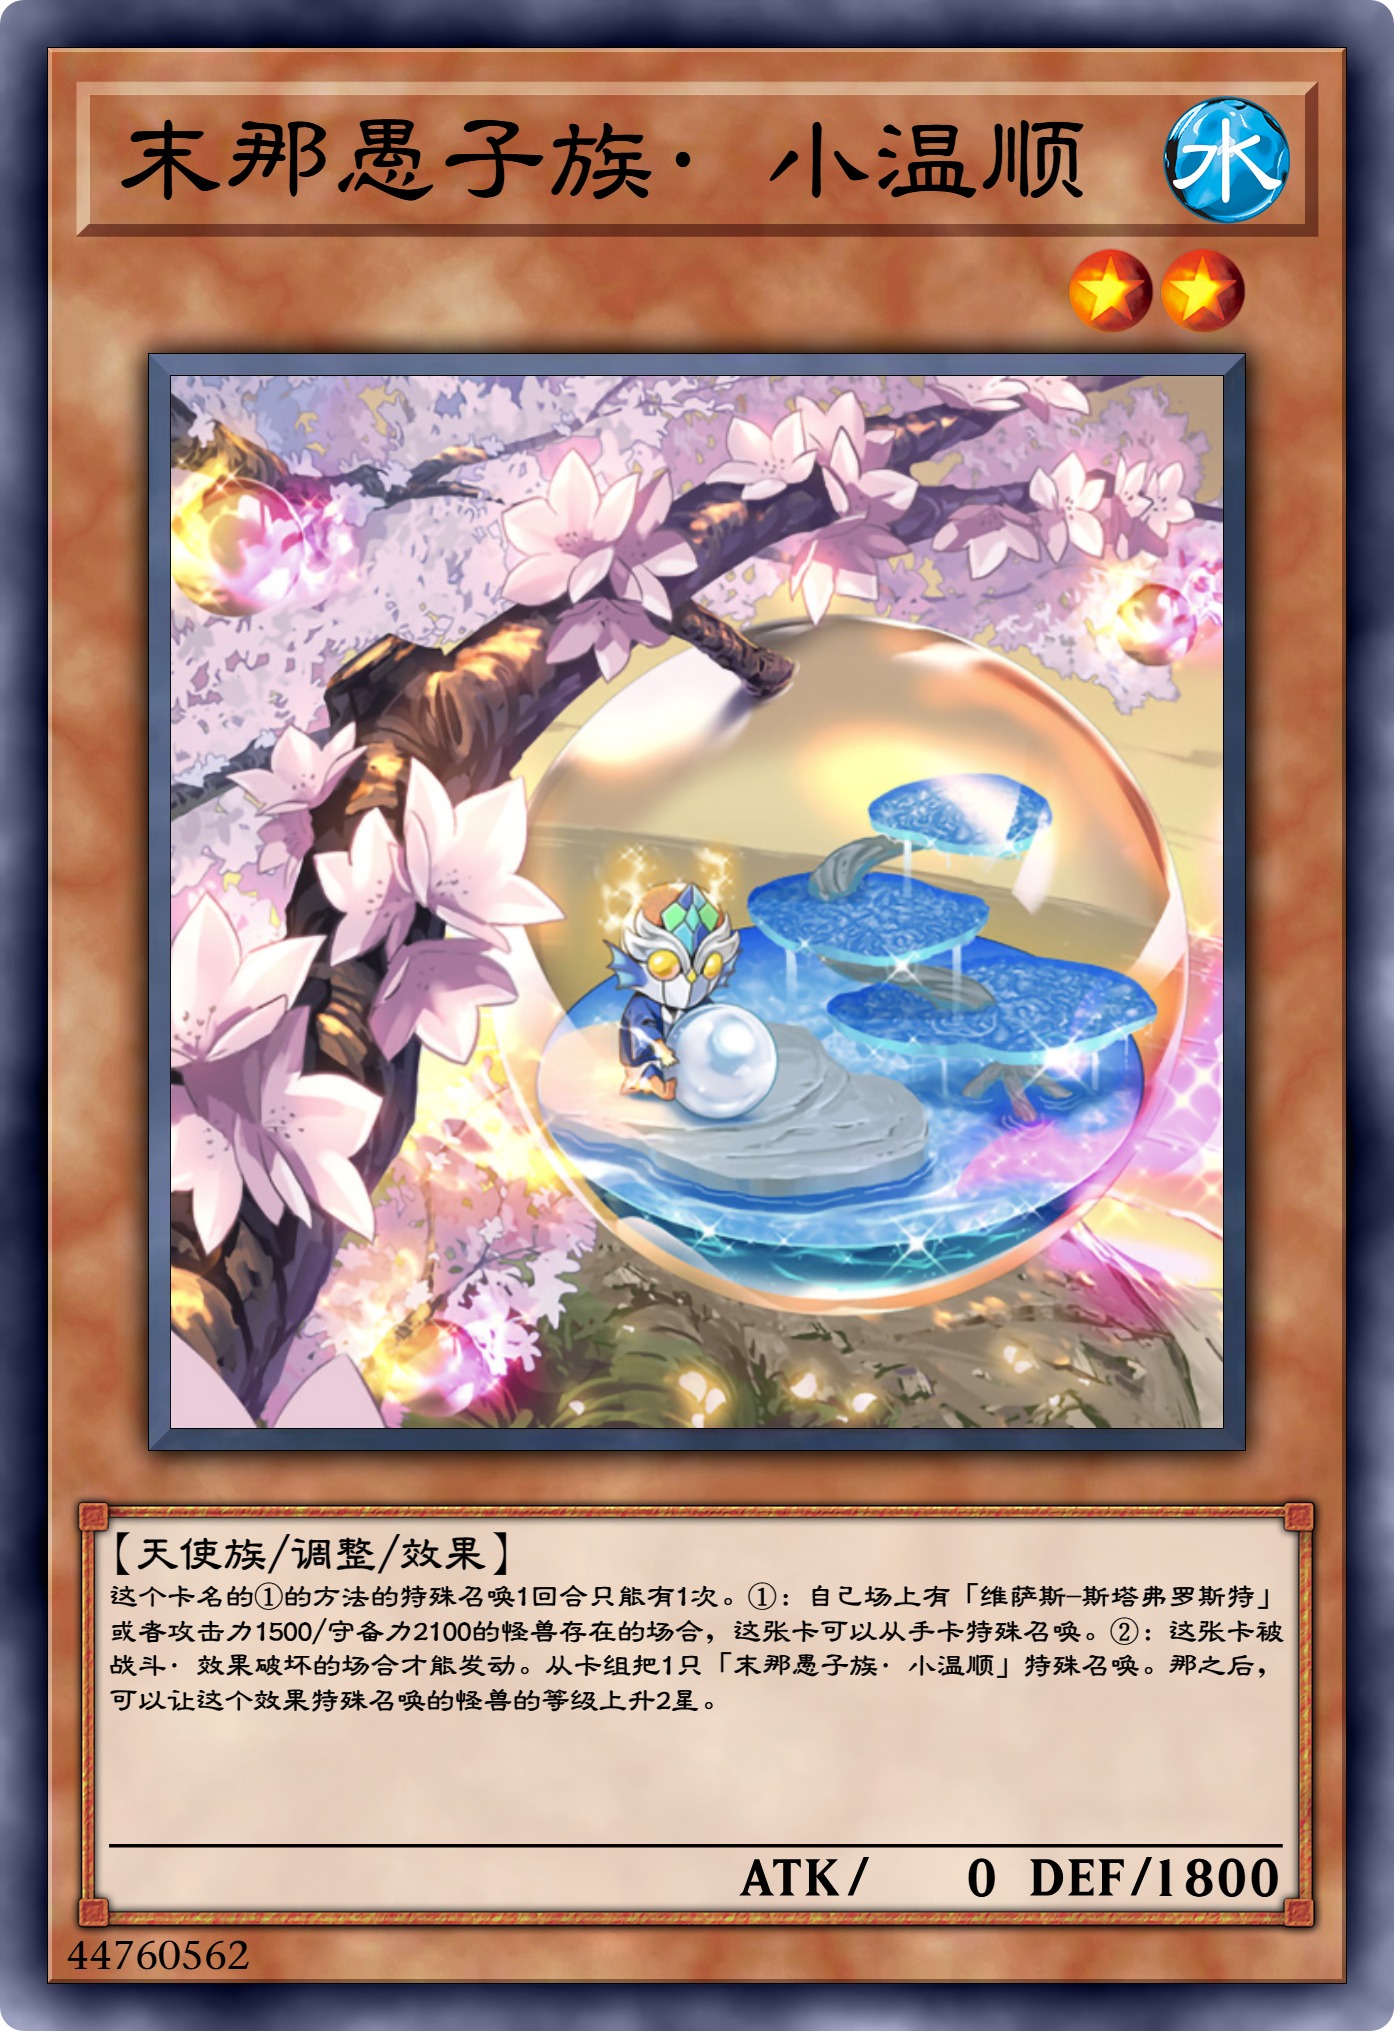 末那愚子族· 小温顺
水
【天使族/调整/效果】
这个卡名的①的方法的特殊召唤1回合只能有1次。①：自己场上有「维萨斯-斯塔弗罗斯特」
或者攻击力1500/守备力2100的怪兽存在的场合，这张卡可以从手卡特殊召唤。②：这张卡被
战斗· 效果破坏的场合才能发动。从卡组把1只「末那愚子族· 小温顺」特殊召唤。那之后，
可以让这个效果特殊召唤的怪兽的等级上升2星。
ATK/ 0 DEF/1800
44760562